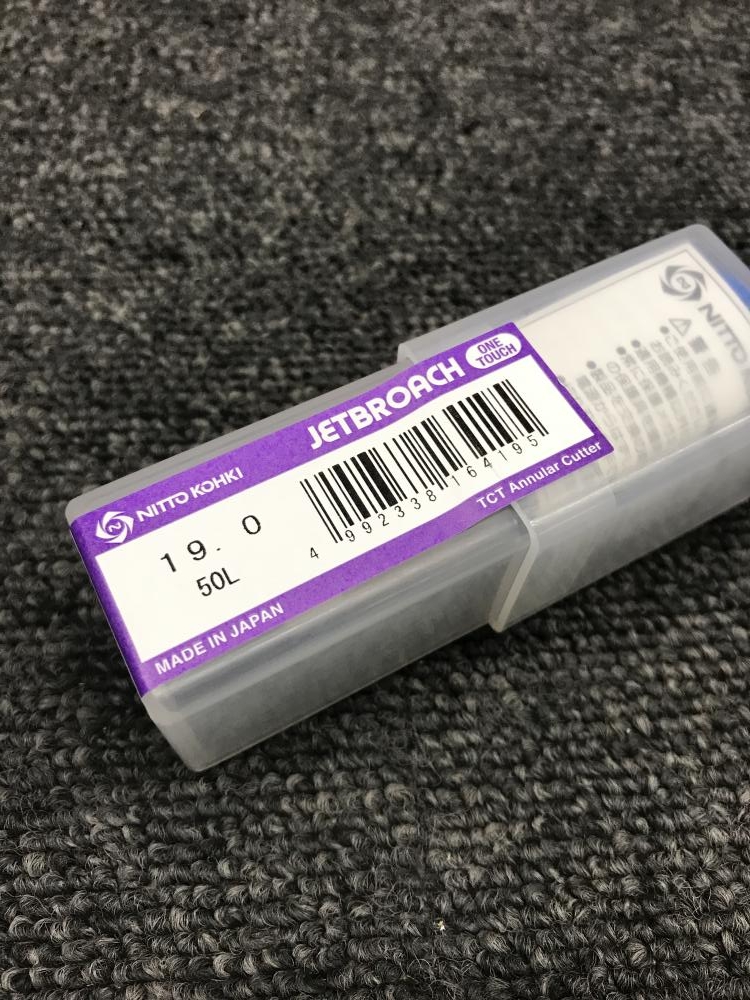 NITTO KOHKI
JETBROACH
ONE
TOUCH
19.0
50L
4 992338 164195
MADE IN JAPAN
TCT Annular Cutter
NITTO